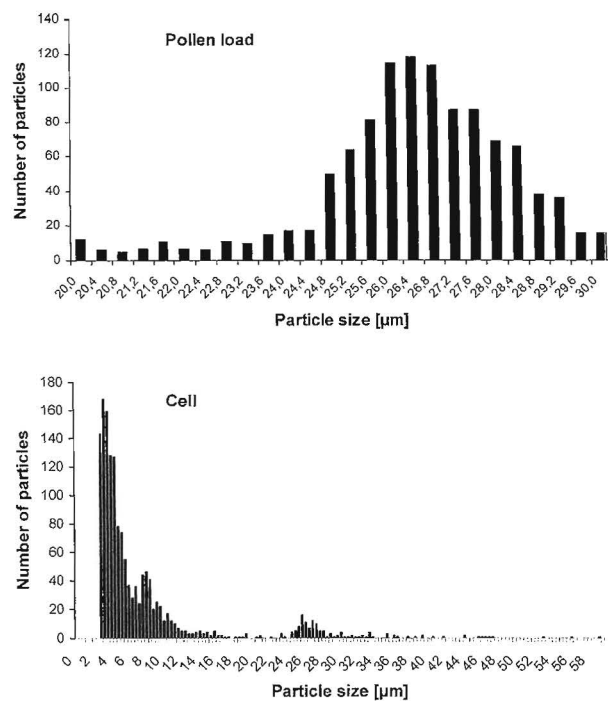 Pollen load
Number of particles
140
120
100
80
60
40
20
0
20,0 20,4 20,8 21,2 21,6 22,0 22,4 22,8 23,2 23,6 24,0 24,4 24,8 25,2 25,6 26,0 26,4 26,8 27,2 27,6 28,0 28,4 28,8 29,2 29,6 30,0
Particle size [µm]
Cell
Number of particles
180
160
140
120
100
80
60
40
20
0
0 2 4 6 8 10 12 14 16 18 20 22 24 26 28 30 32 34 36 38 40 42 44 46 48 50 52 54 56 58
Particle size [µm]